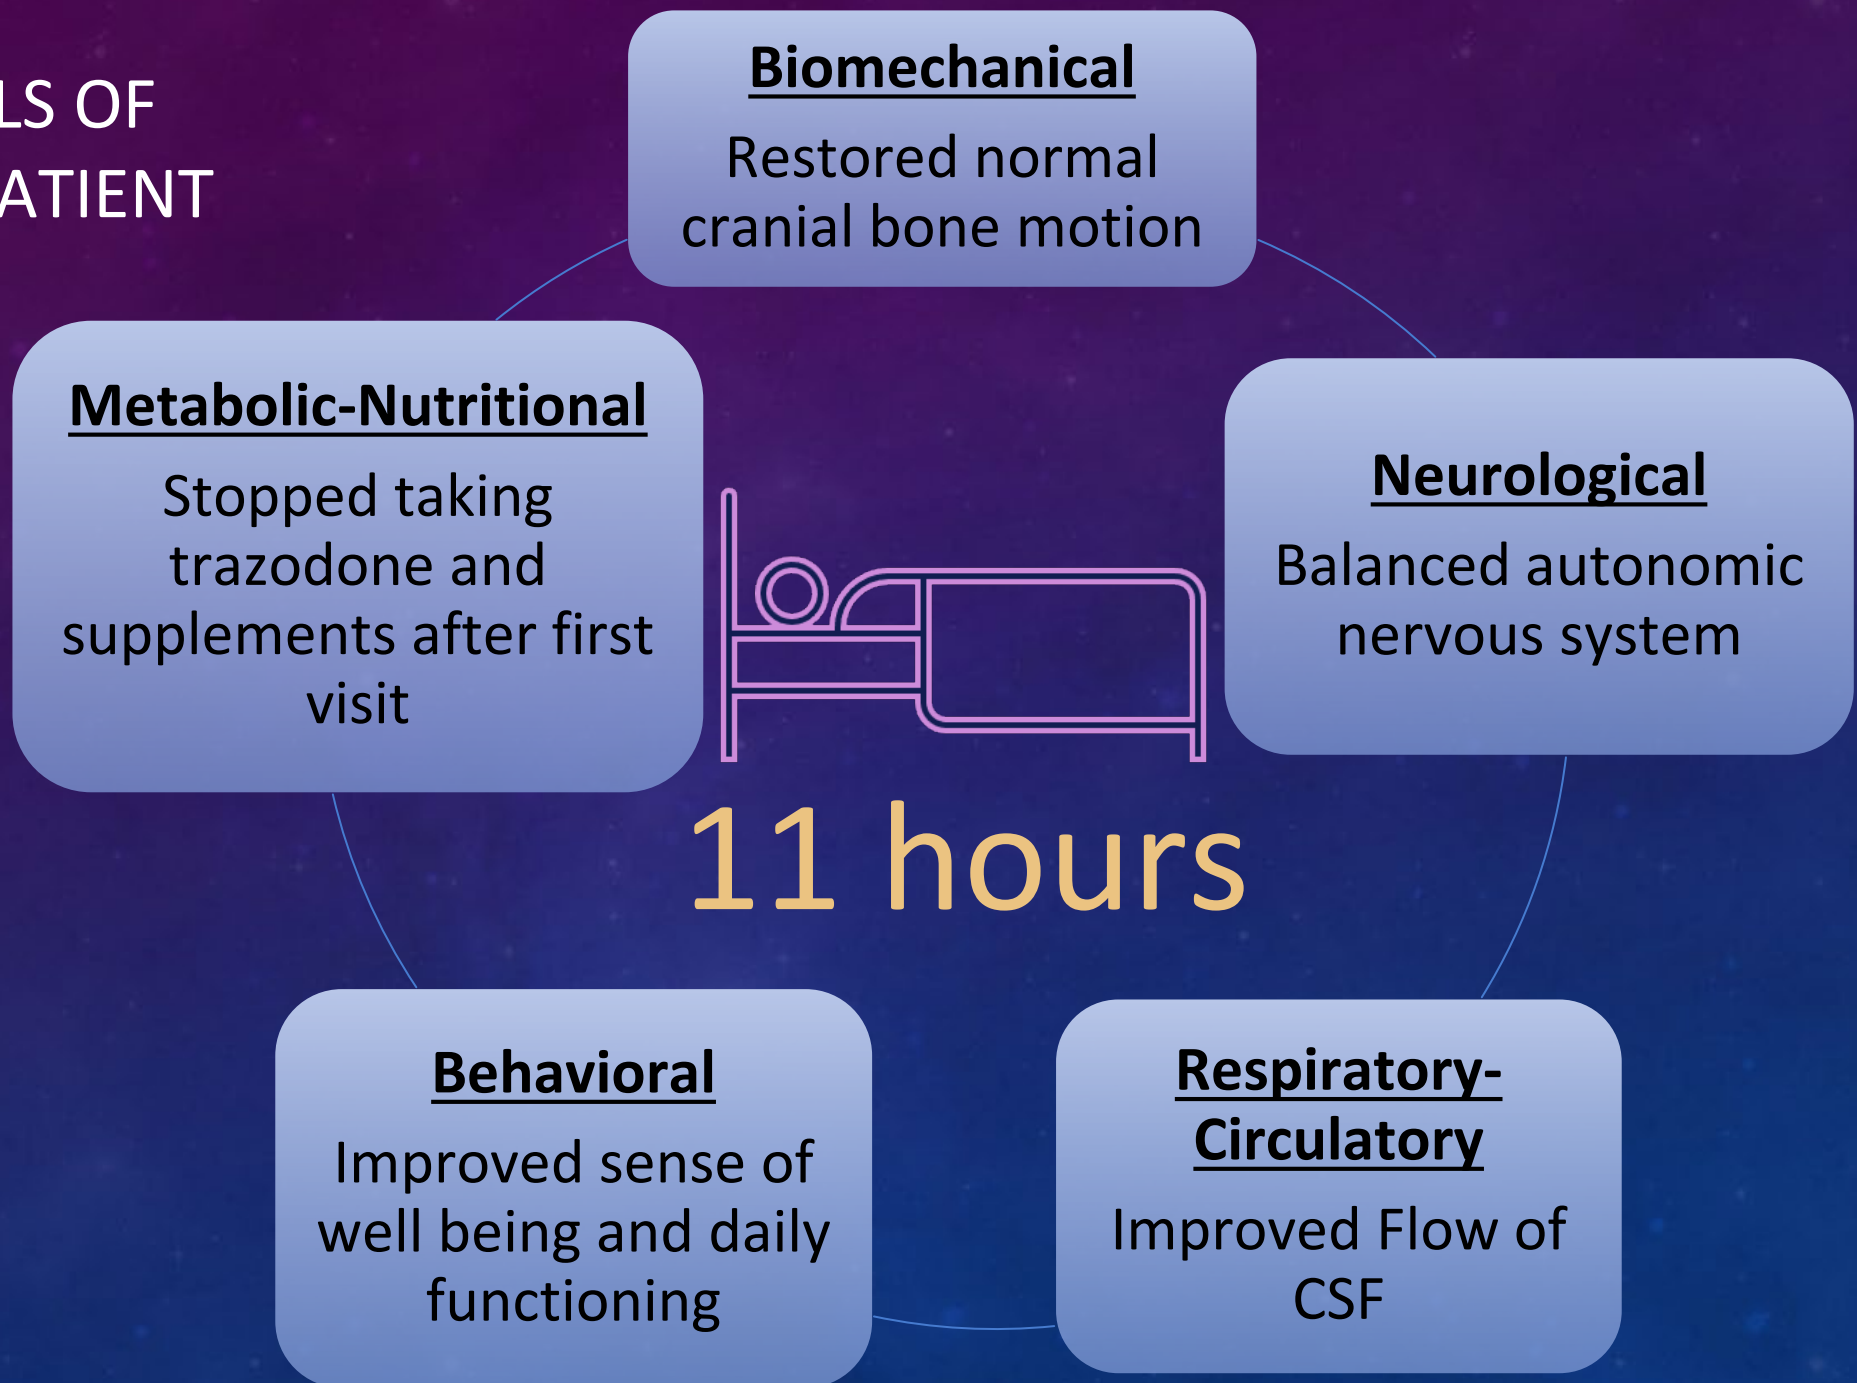 LS OF
ATIENT
Biomechanical
Restored normal
cranial bone motion
Metabolic-Nutritional
Stopped taking
trazodone and
supplements after first
visit
Neurological
Balanced autonomic
nervous system
11 hours
Behavioral
Improved sense of
well being and daily
functioning
Respiratory-
Circulatory
Improved Flow of
CSF